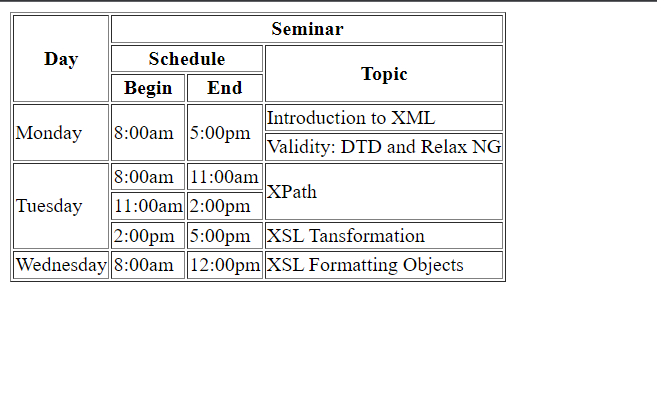 Seminar
Day
Schedule
Topic
Begin End
Monday 8:00am 5:00pm Introduction to XML
Validity: DTD and Relax NG
Tuesday 8:00am 11:00am XPath
11:00am 2:00pm
2:00pm 5:00pm XSL Tansformation
Wednesday 8:00am 12:00pm XSL Formatting Objects